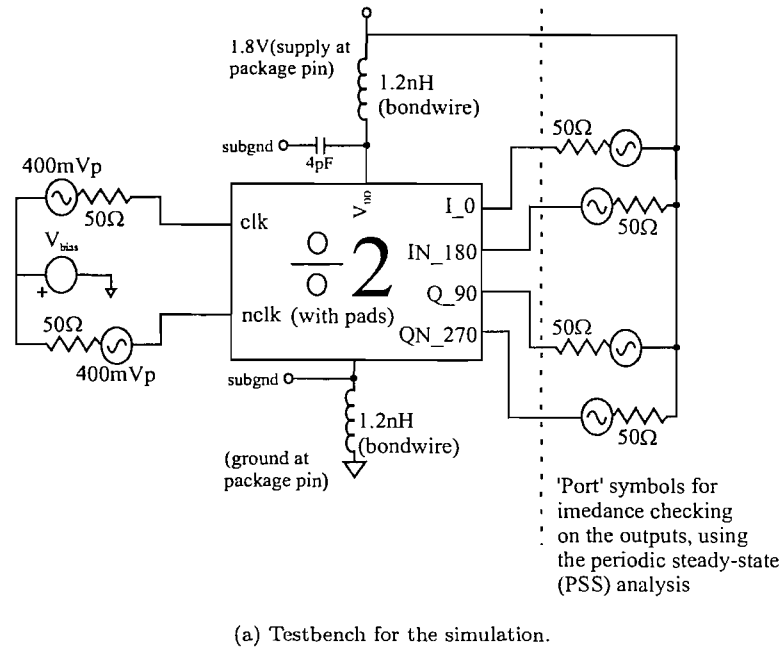 1.8V(supply at
package pin)
1.2nH
(bondwire)
subgnd
4pF
50Ω
400mVp
50Ω
V_DD
I_0
clk
50Ω
IN_180
V_bias
+
÷2
Q_90
nclk
(with pads)
50Ω
50Ω
QN_270
400mVp
subgnd
1.2nH
(bondwire)
50Ω
(ground at
package pin)
'Port' symbols for
imedance checking
on the outputs, using
the periodic steady-state
(PSS) analysis
(a) Testbench for the simulation.